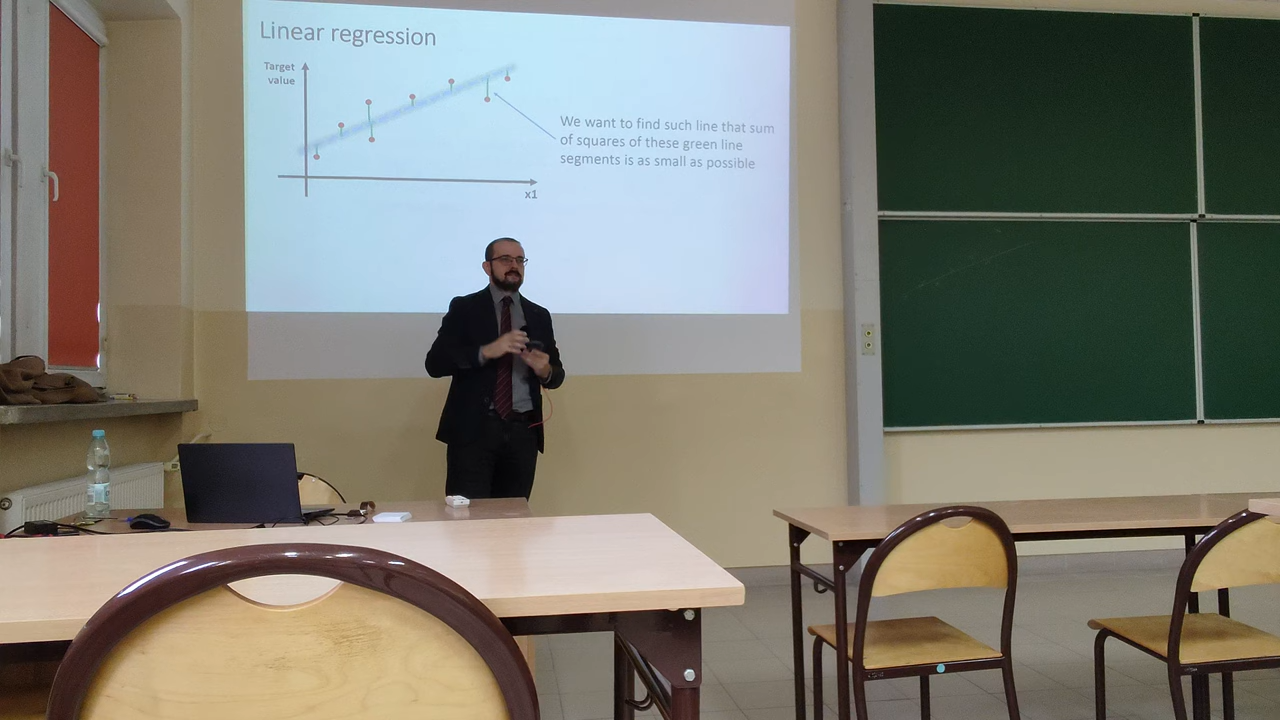 Linear regression
Target
value
We want to find such line that sum
of squares of these green line
segments is as small as possible
x1